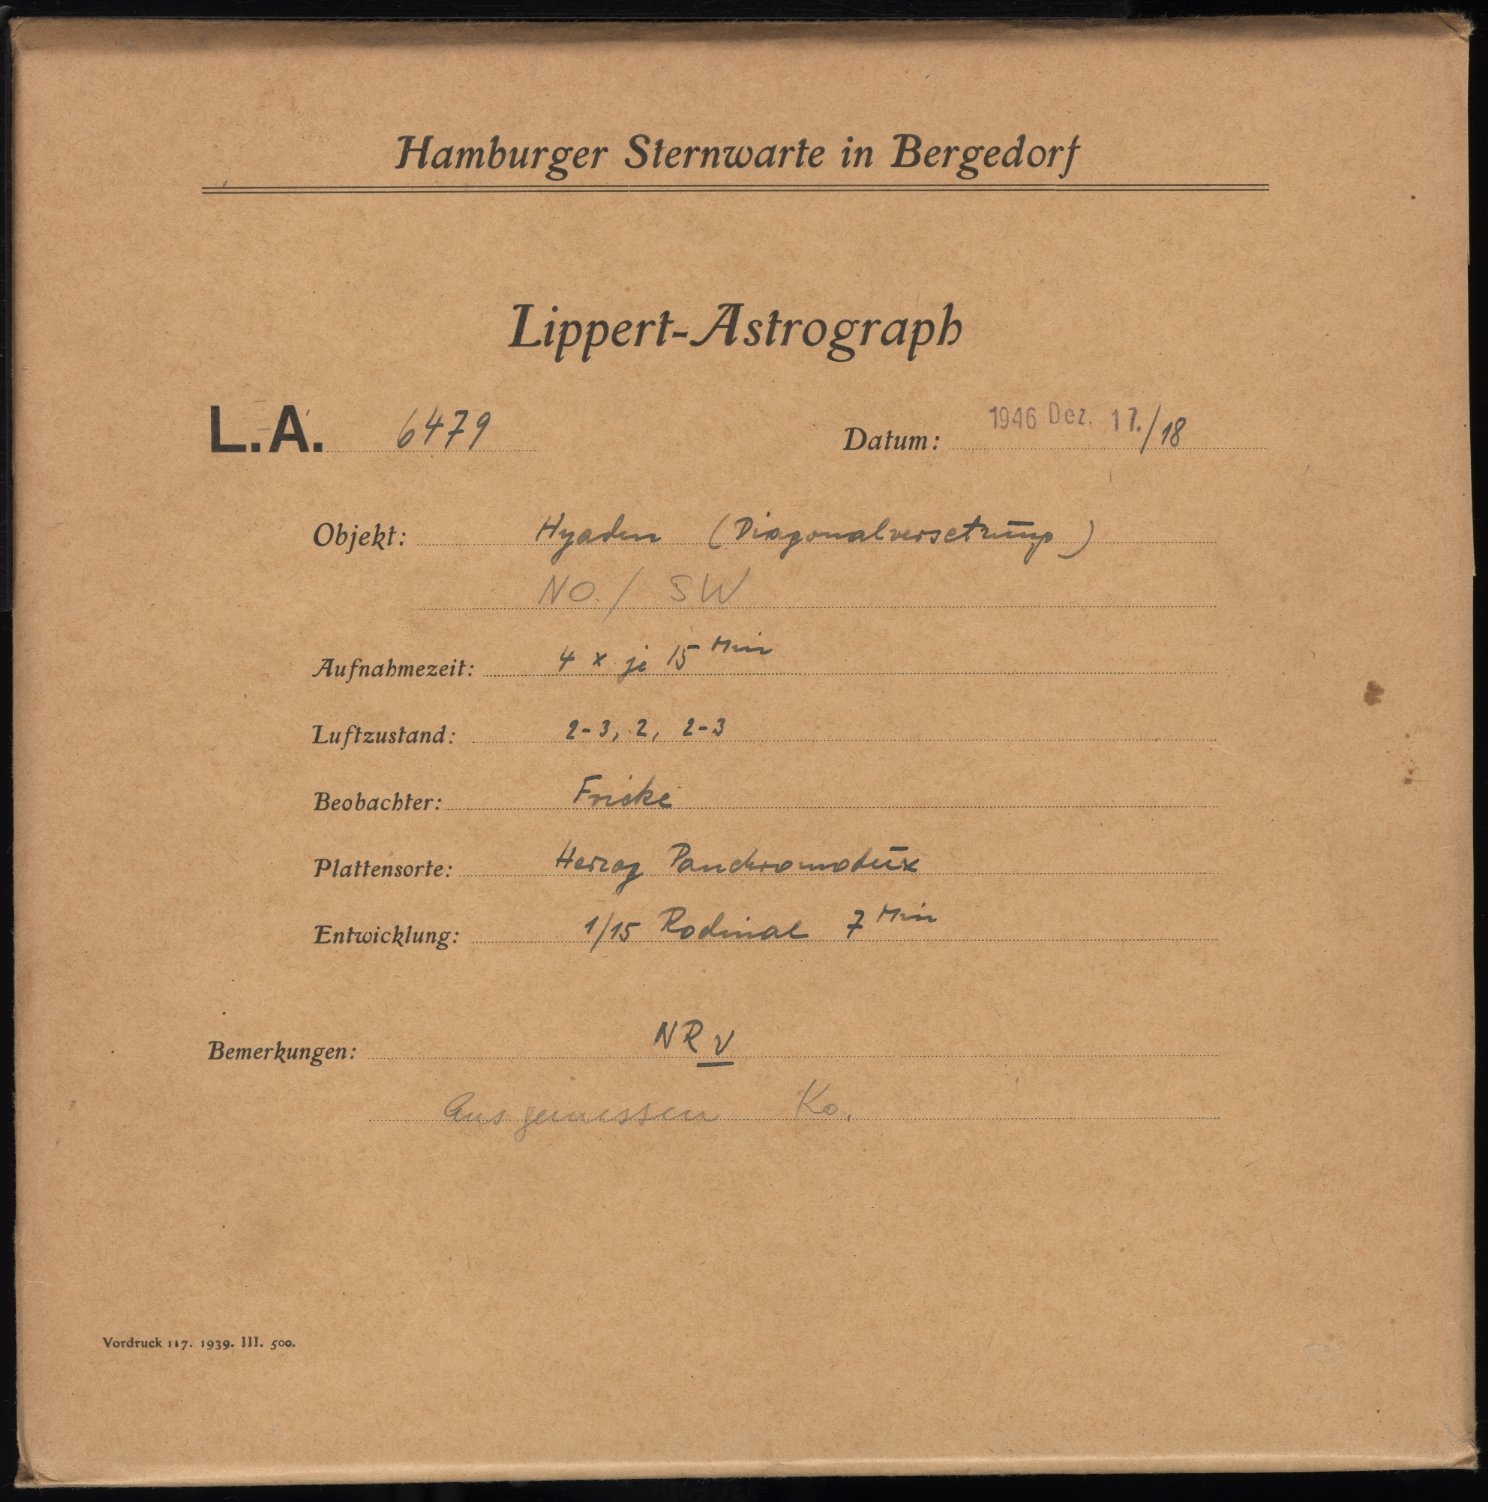 Hamburger Sternwarte in Bergedorf
Lippert-Astrograph
L.A. 6479 Datum: 1946 Dez. 17./18
Objekt: Hyaden (Diagonalversetzung)
NO / SW
Aufnahmezeit: 4 x je 15 Min
Luftzustand: 2-3, 2, 2-3
Beobachter: Fricke
Plattensorte: Herzog Panchromatūx
Entwicklung: 1/15 Rodinal 7 Min
Bemerkungen: NR V
Ausgemessen Ko.
Vordruck 117. 1939. III. 500.